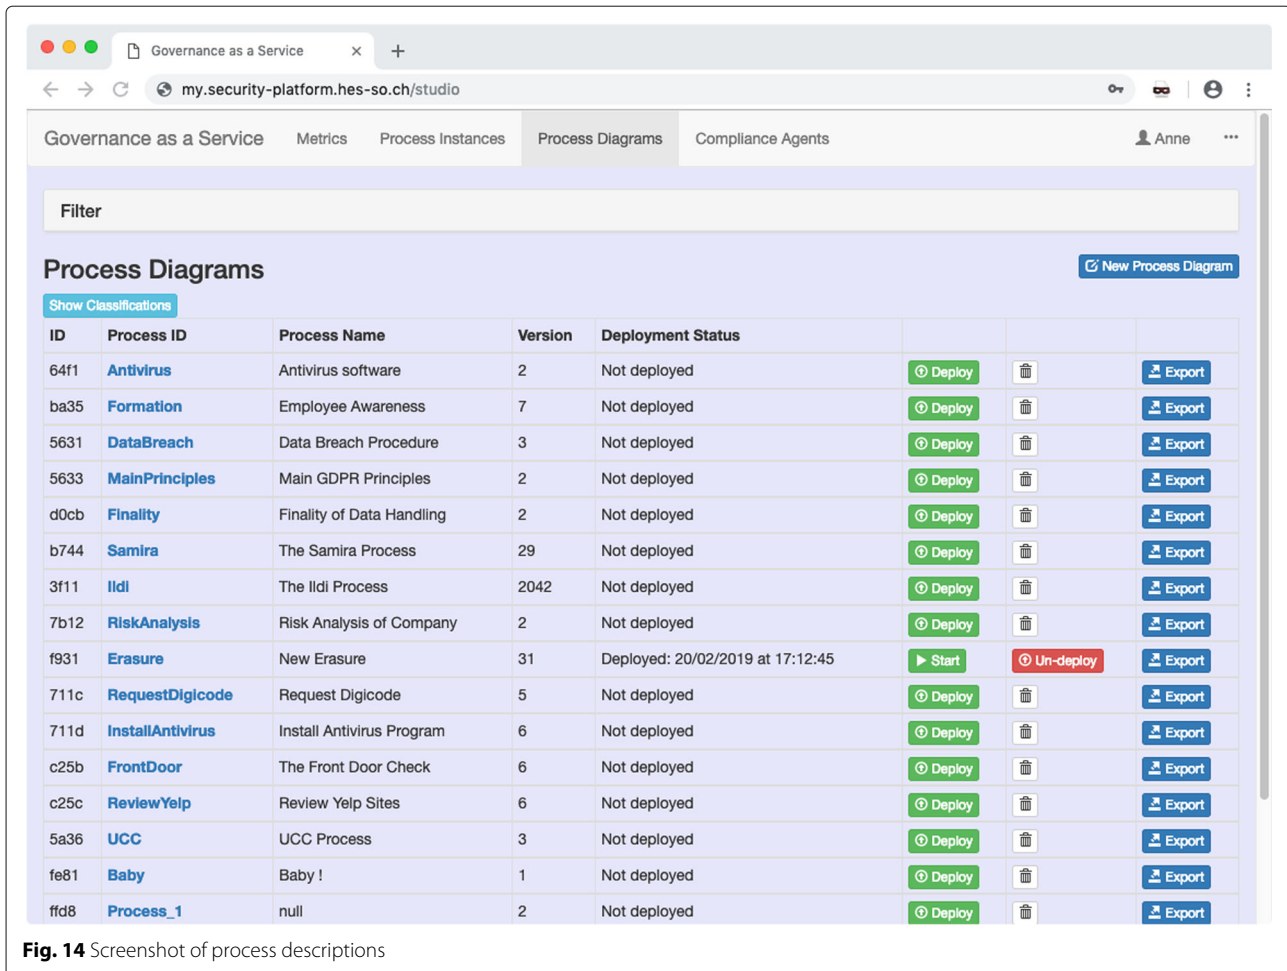 Governance as a Service
my.security-platform.hes-so.ch/studio
Governance as a Service Metrics Process Instances Process Diagrams Compliance Agents Anne
Filter
Process Diagrams New Process Diagram
Show Classifications
ID Process ID Process Name Version Deployment Status
64f1 Antivirus Antivirus software 2 Not deployed Deploy Export
ba35 Formation Employee Awareness 7 Not deployed Deploy Export
5631 DataBreach Data Breach Procedure 3 Not deployed Deploy Export
5633 MainPrinciples Main GDPR Principles 2 Not deployed Deploy Export
d0cb Finality Finality of Data Handling 2 Not deployed Deploy Export
b744 Samira The Samira Process 29 Not deployed Deploy Export
3f11 Ildi The Ildi Process 2042 Not deployed Deploy Export
7b12 RiskAnalysis Risk Analysis of Company 2 Not deployed Deploy Export
f931 Erasure New Erasure 31 Deployed: 20/02/2019 at 17:12:45 Start Un-deploy Export
711c RequestDigicode Request Digicode 5 Not deployed Deploy Export
711d InstallAntivirus Install Antivirus Program 6 Not deployed Deploy Export
c25b FrontDoor The Front Door Check 6 Not deployed Deploy Export
c25c ReviewYelp Review Yelp Sites 6 Not deployed Deploy Export
5a36 UCC UCC Process 3 Not deployed Deploy Export
fe81 Baby Baby ! 1 Not deployed Deploy Export
ffd8 Process_1 null 2 Not deployed Deploy Export
Fig. 14 Screenshot of process descriptions